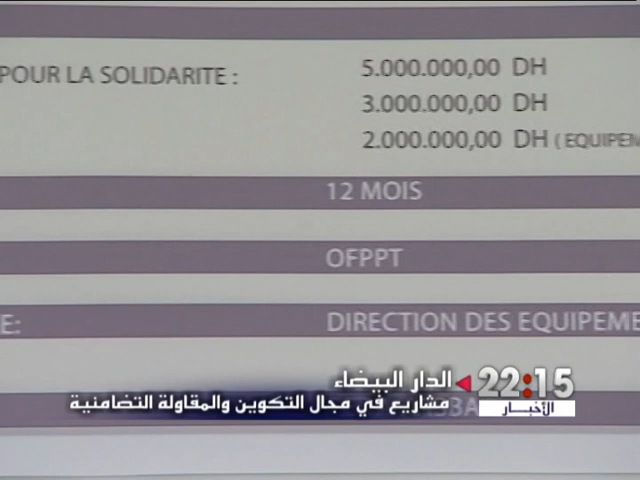 POUR LA SOLIDARITE :
5.000.000,00 DH
3.000.000,00 DH
2.000.000,00 DH (EQUIPEM
12 MOIS
OFPPT
E:
DIRECTION DES EQUIPEME
الدار البيضاء
22:15
مشاريع في مجال التكوين والمقاولة التضامنية
الأخبار